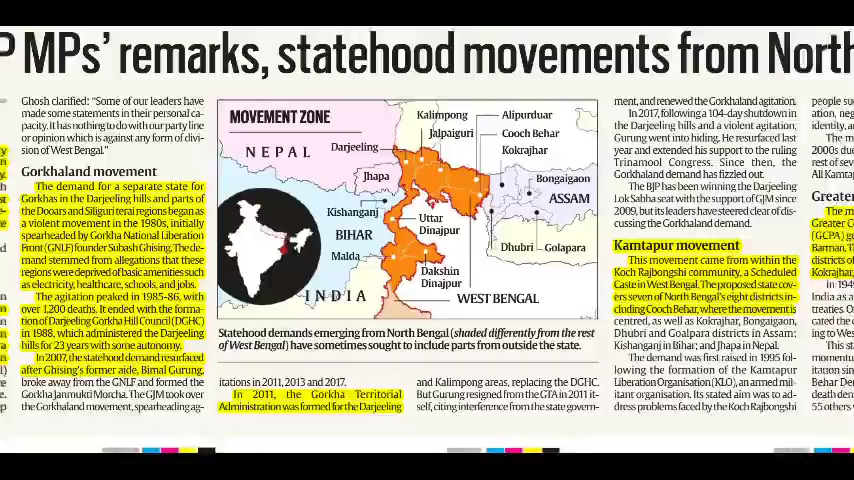 P MPs' remarks, statehood movements from North
Ghosh clarified: "Some of our leaders have
made some statements in their personal ca-
pacity. It has nothing to do with our party line
or opinion which is against any form of divi-
sion of West Bengal."
Gorkhaland movement
The demand for a separate state for
Gorkhas in the Darjeeling hills and parts of
the Dooars and Siliguri terai regions began as
a violent movement in the 1980s, initially
spearheaded by Gorkha National Liberation
Front (GNLF) founder Subash Ghising. The de-
mand stemmed from allegations that these
regions were deprived of basic amenities such
as electricity, healthcare, schools, and jobs.
The agitation peaked in 1985-86, with
over 1,200 deaths. It ended with the forma-
tion of Darjeeling Gorkha Hill Council (DGHC)
in 1988, which administered the Darjeeling
hills for 23 years with some autonomy.
In 2007, the statehood demand resurfaced
after Ghising's former aide, Bimal Gurung,
broke away from the GNLF and formed the
Gorkha Janmukti Morcha. The GJM took over
the Gorkhaland movement, spearheading ag-
MOVEMENT ZONE
NEPAL
Darjeeling
Kalimpong
Jalpaiguri
Alipurduar
Cooch Behar
Kokrajhar
Jhapa
Bongaigaon
ASSAM
Kishanganj
Uttar
Dinajpur
BIHAR
Malda
Dhubri
Goalpara
Dakshin
Dinajpur
INDIA
WEST BENGAL
Statehood demands emerging from North Bengal (shaded differently from the rest
of West Bengal) have sometimes sought to include parts from outside the state.
itations in 2011, 2013 and 2017.
In 2011, the Gorkha Territorial
Administration was formed for the Darjeeling
and Kalimpong areas, replacing the DGHC.
But Gurung resigned from the GTA in 2011 it-
self, citing interference from the state govern-
ment, and renewed the Gorkhaland agitation.
In 2017, following a 104-day shutdown in
the Darjeeling hills and a violent agitation,
Gurung went into hiding. He resurfaced last
year and extended his support to the ruling
Trinamool Congress. Since then, the
Gorkhaland demand has fizzled out.
The BJP has been winning the Darjeeling
Lok Sabha seat with the support of GJM since
2009, but its leaders have steered clear of dis-
cussing the Gorkhaland demand.
Kamtapur movement
This movement came from within the
Koch Rajbongshi community, a Scheduled
Caste in West Bengal. The proposed state cov-
ers seven of North Bengal's eight districts in-
cluding Cooch Behar, where the movement is
centred, as well as Kokrajhar, Bongaigaon,
Dhubri and Goalpara districts in Assam;
Kishanganj in Bihar; and Jhapa in Nepal.
The demand was first raised in 1995 fol-
lowing the formation of the Kamtapur
Liberation Organisation (KLO), an armed mil-
itant organisation. Its stated aim was to ad-
dress problems faced by the Koch Rajbongshi
people su
ation, neg
identity, a
The m
2000s du
rest of sev
All Kamta
Greate
The m
Greater C
(GCPA) g
Barman. T
districts o
Kokrajhar,
In 194
India as a
treaties. O
cated the
to West
This st
momentu
itation sin
Behar De
death den
55 others